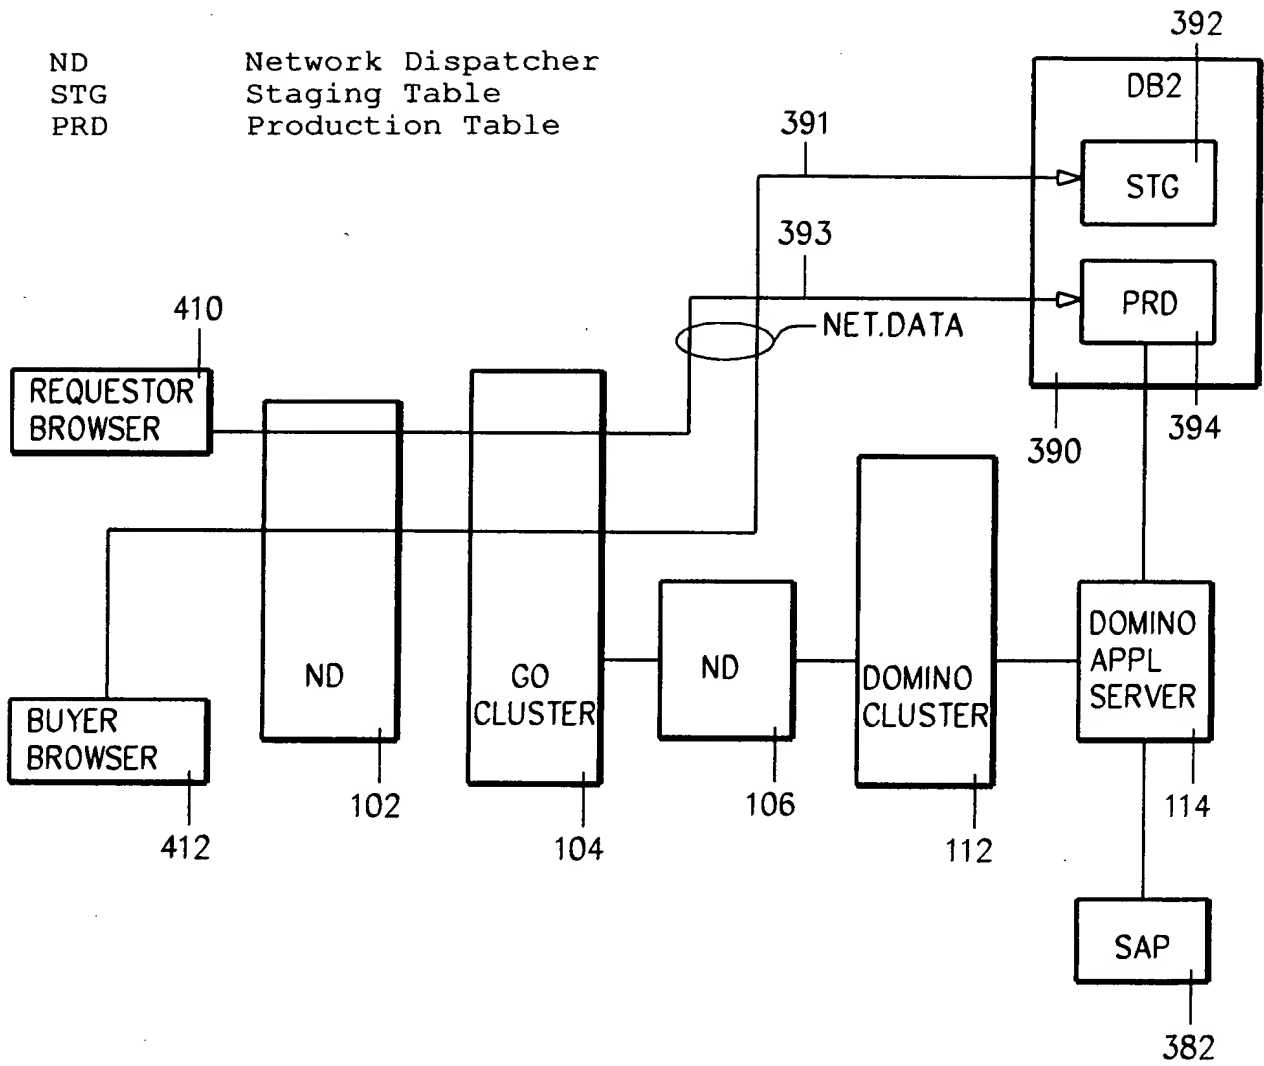 ND Network Dispatcher
STG Staging Table
PRD Production Table
392
DB2
391
STG
393
PRD
NET.DATA
410
REQUESTOR
BROWSER
390
394
ND
GO
CLUSTER
ND
DOMINO
CLUSTER
DOMINO
APPL
SERVER
BUYER
BROWSER
102
106
114
412
104
112
SAP
382